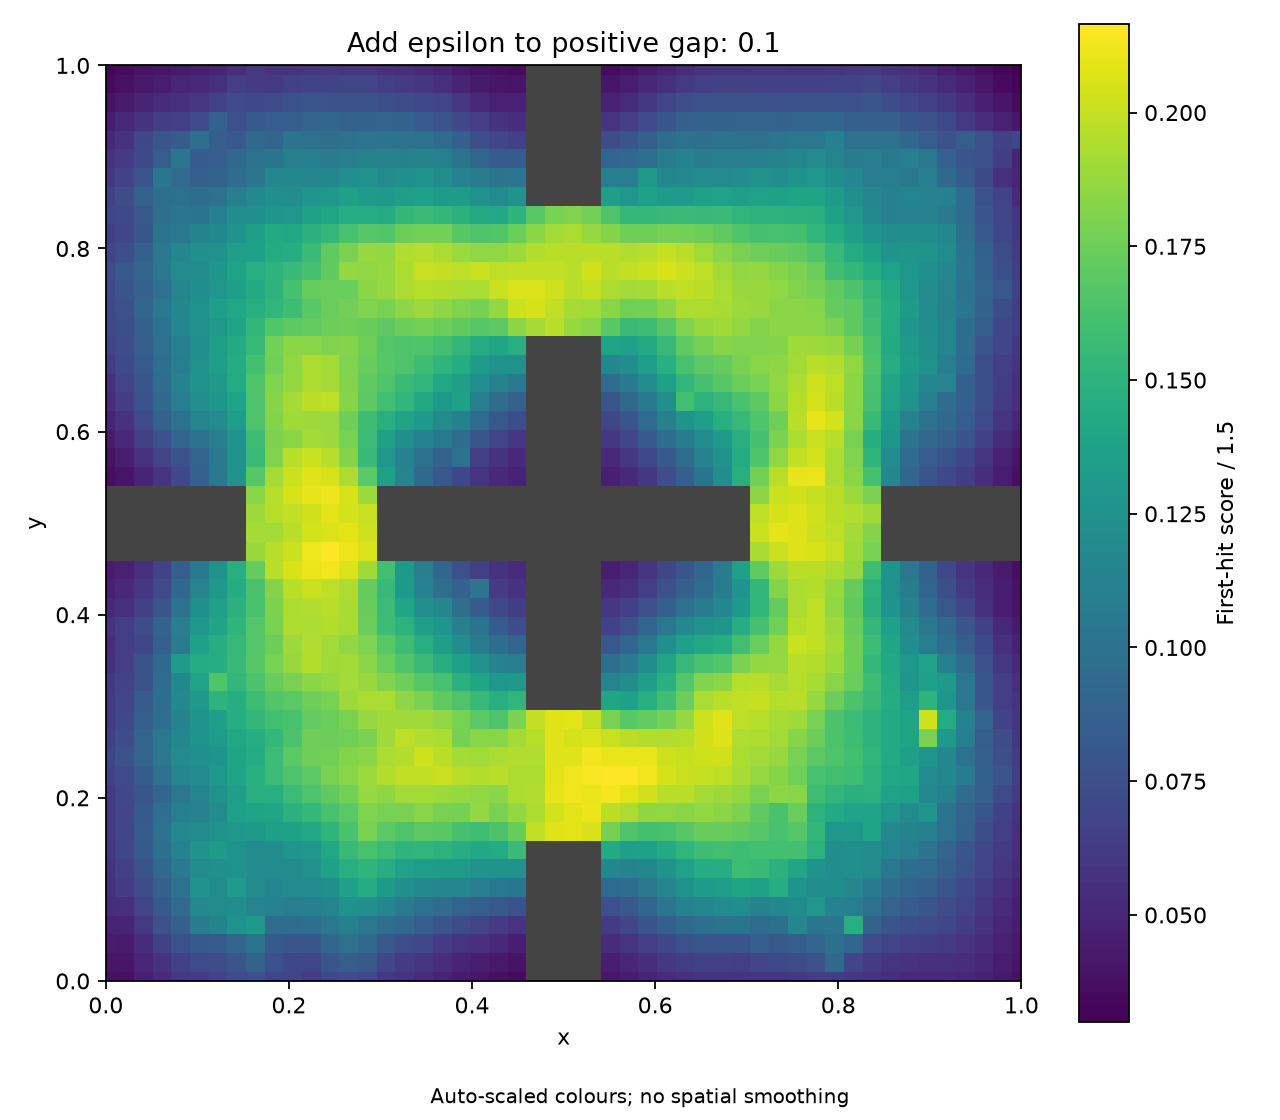 Add epsilon to positive gap: 0.1
1.0
0.8
0.6
0.4
0.2
0.0
y
0.0 0.2 0.4 0.6 0.8 1.0
x
0.200
0.175
0.150
0.125
0.100
0.075
0.050
First-hit score / 1.5
Auto-scaled colours; no spatial smoothing